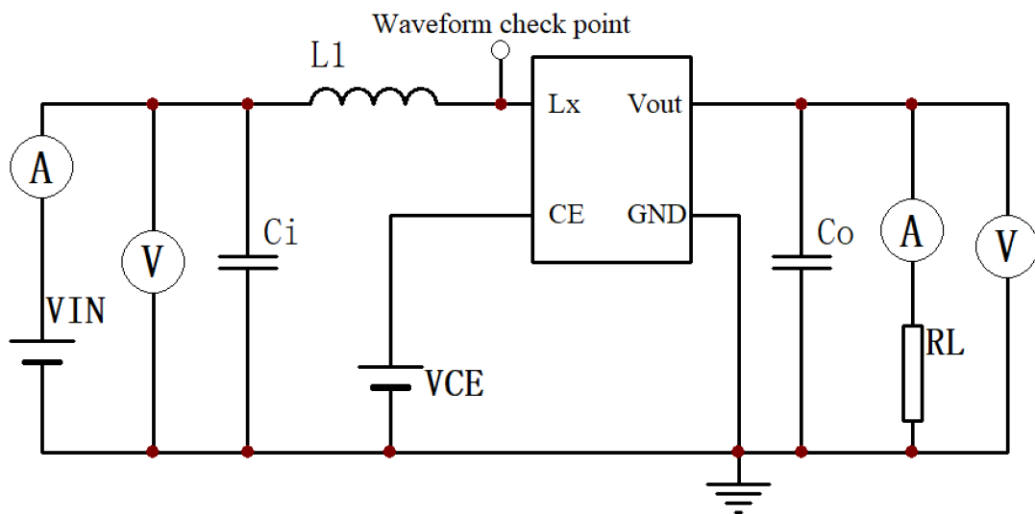 Waveform check point
L1
Lx
Vout
A
CE
GND
Ci
Co
A
V
V
VIN
RL
VCE